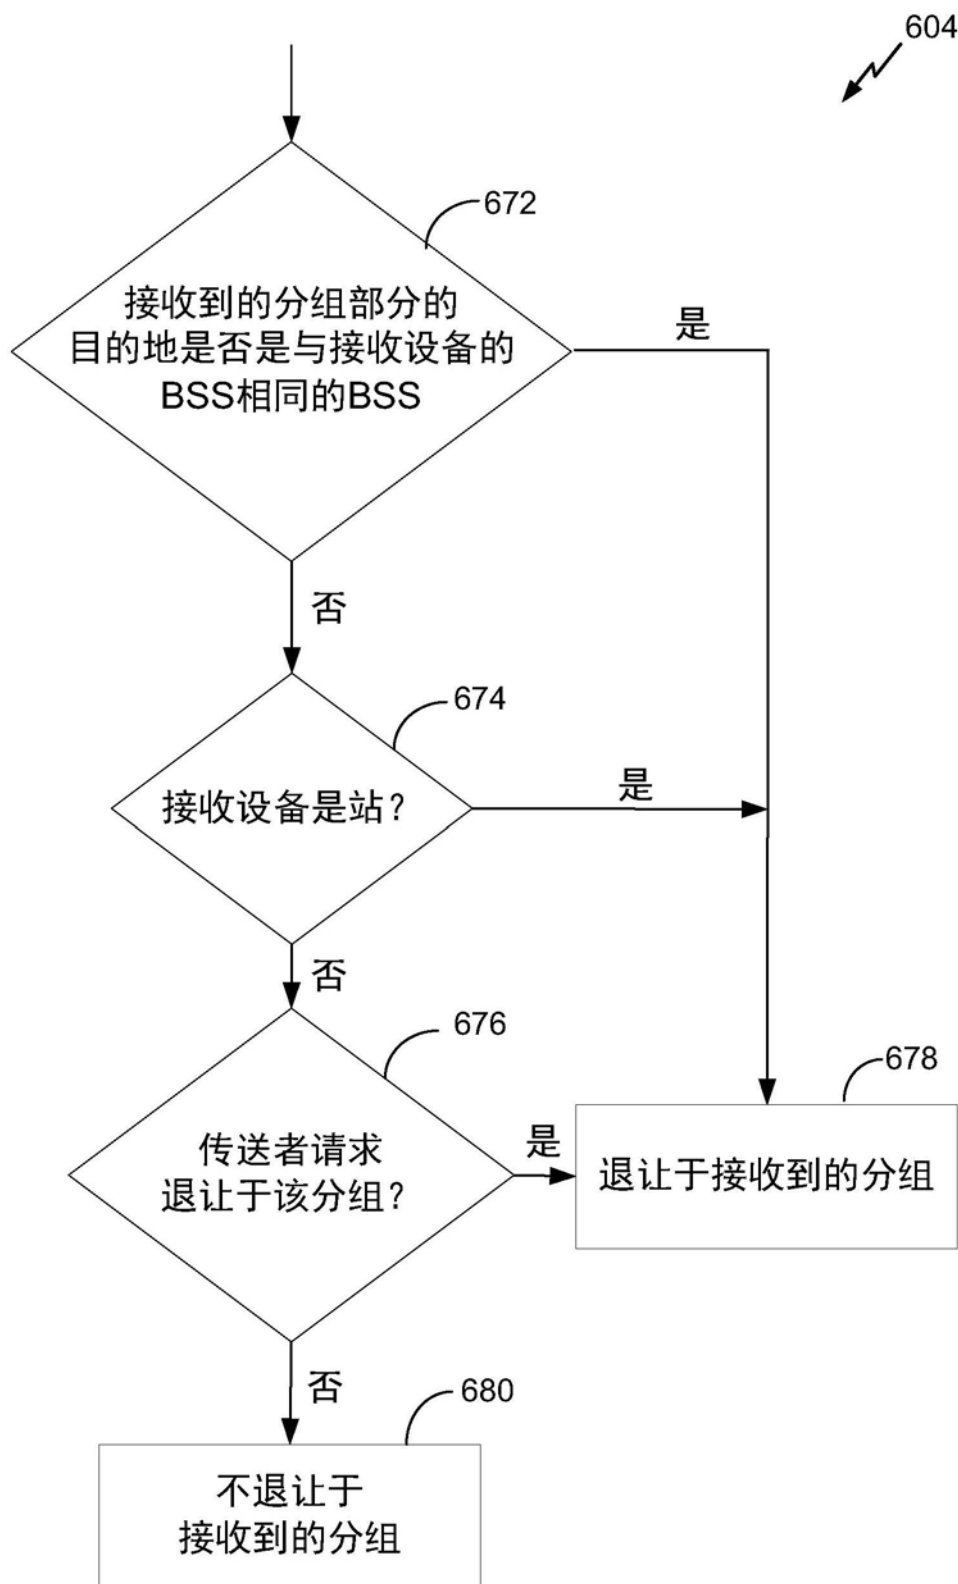 604
672
接收到的分组部分的
目的地是否是与接收设备的
BSS相同的BSS
是
否
674
接收设备是站？
是
否
676
传送者请求
退让于该分组？
是
678
退让于接收到的分组
否
680
不退让于
接收到的分组